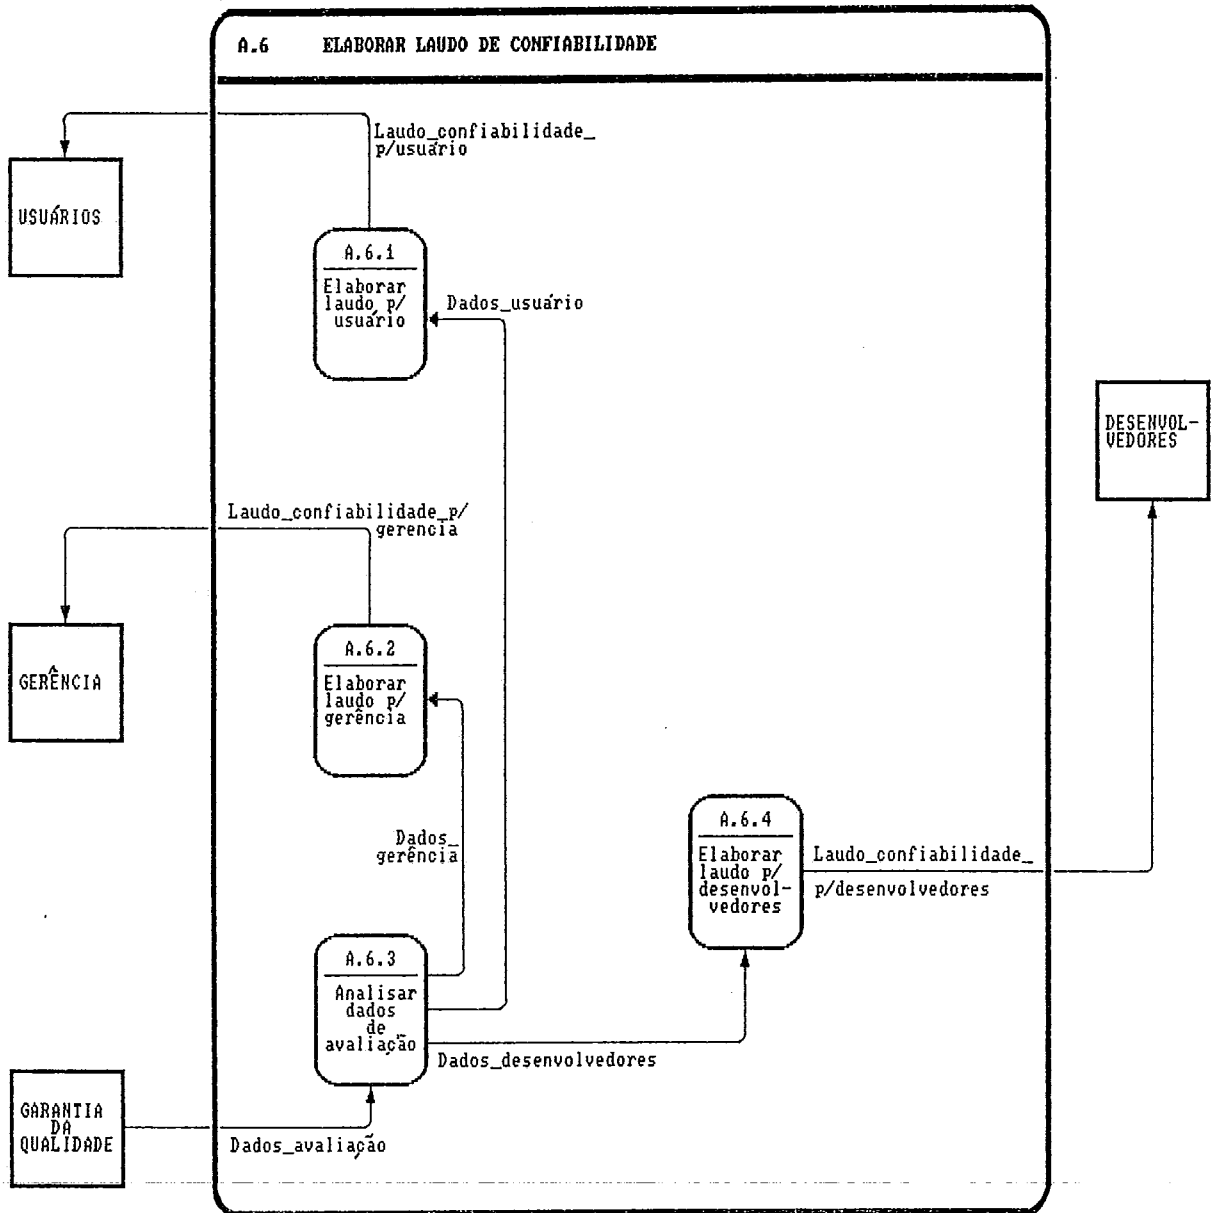 A.6 ELABORAR LAUDO DE CONFIABILIDADE
Laudo_confiabilidade_
p/usuário
USUÁRIOS
A.6.1
Elaborar
laudo p/
usuário
Dados_usuário
DESENVOL-
VEDORES
Laudo_confiabilidade_p/
gerencia
GERÊNCIA
A.6.2
Elaborar
laudo p/
gerência
Dados_
gerência
A.6.4
Elaborar
laudo p/
desenvol-
vedores
Laudo_confiabilidade_
p/desenvolvedores
A.6.3
Analisar
dados
de
avaliação
Dados_desenvolvedores
GARANTIA
DA
QUALIDADE
Dados_avaliação